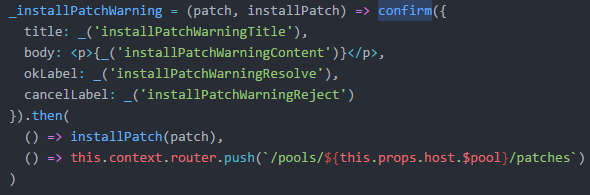 _installPatchWarning = (patch, installPatch) => confirm({
  title: _('installPatchWarningTitle'),
  body: <p>{_('installPatchWarningContent')}</p>,
  okLabel: _('installPatchWarningResolve'),
  cancelLabel: _('installPatchWarningReject')
}).then(
  () => installPatch(patch),
  () => this.context.router.push(`/pools/${this.props.host.$pool}/patches`)
)